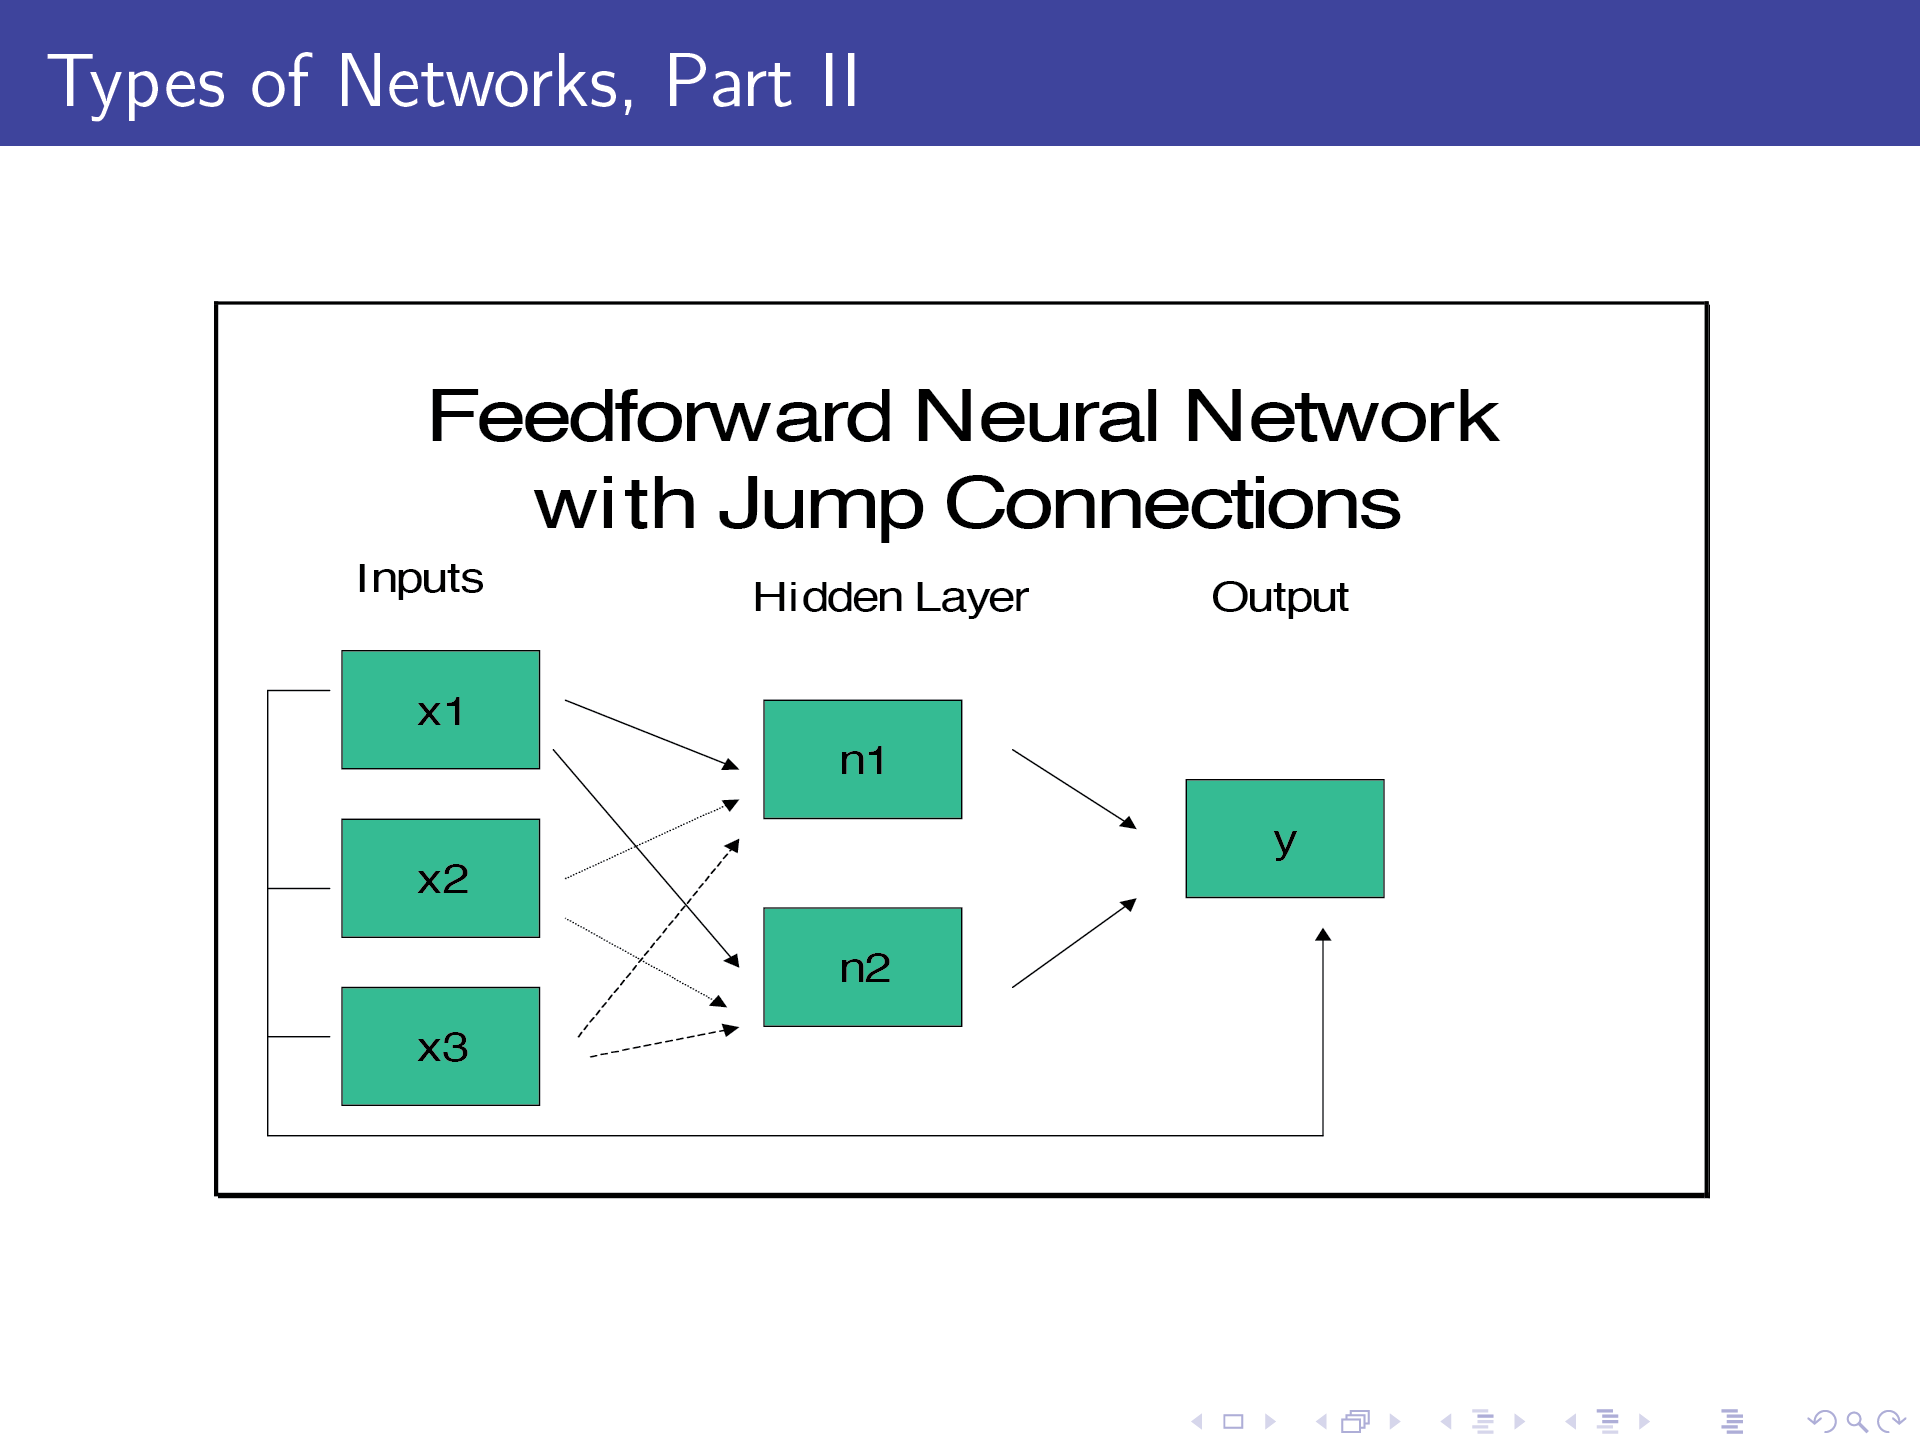 Types of Networks, Part II
Feedforward Neural Network
with Jump Connections
Inputs
Hidden Layer
Output
x1
n1
y
x2
n2
x3